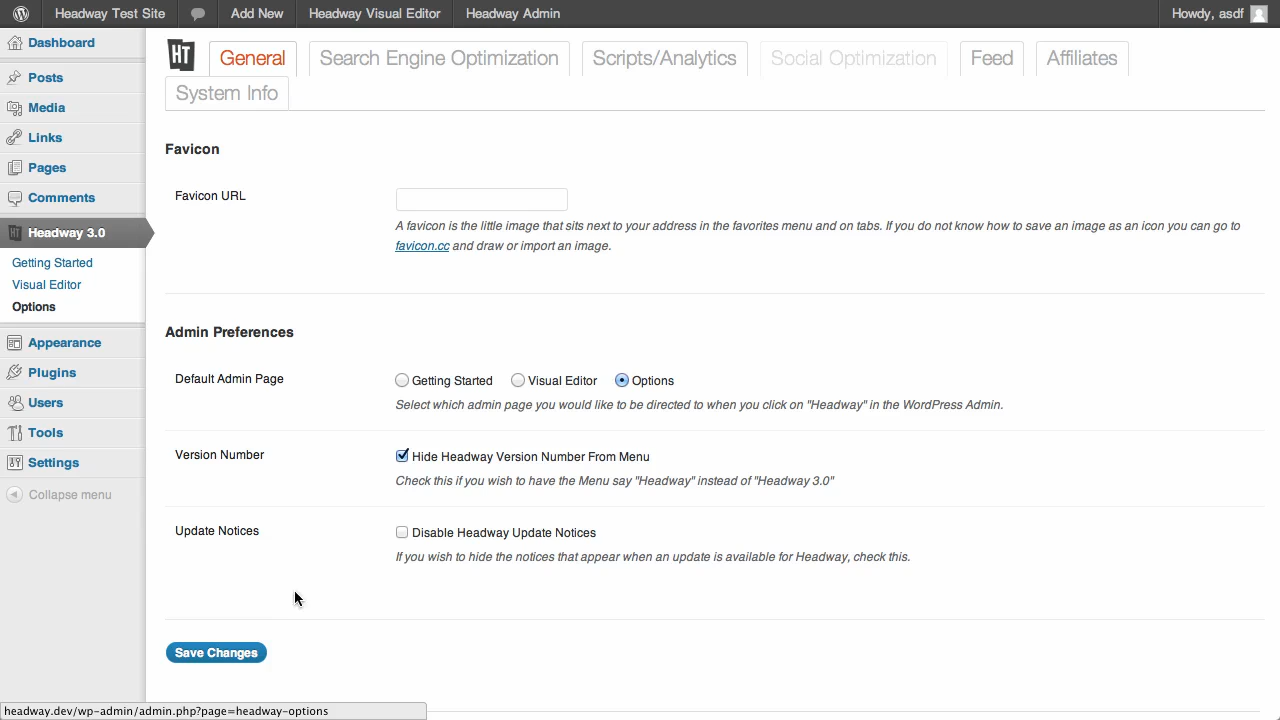 Headway Test Site Add New Headway Visual Editor Headway Admin Howdy, asdf
Dashboard
Posts
Media
Links
Pages
Comments
Headway 3.0
Getting Started
Visual Editor
Options
Appearance
Plugins
Users
Tools
Settings
Collapse menu
HT General Search Engine Optimization Scripts/Analytics Social Optimization Feed Affiliates
System Info
Favicon
Favicon URL
A favicon is the little image that sits next to your address in the favorites menu and on tabs. If you do not know how to save an image as an icon you can go to
favicon.cc and draw or import an image.
Admin Preferences
Default Admin Page Getting Started Visual Editor Options
Select which admin page you would like to be directed to when you click on "Headway" in the WordPress Admin.
Version Number Hide Headway Version Number From Menu
Check this if you wish to have the Menu say "Headway" instead of "Headway 3.0"
Update Notices Disable Headway Update Notices
If you wish to hide the notices that appear when an update is available for Headway, check this.
Save Changes
headway.dev/wp-admin/admin.php?page=headway-options